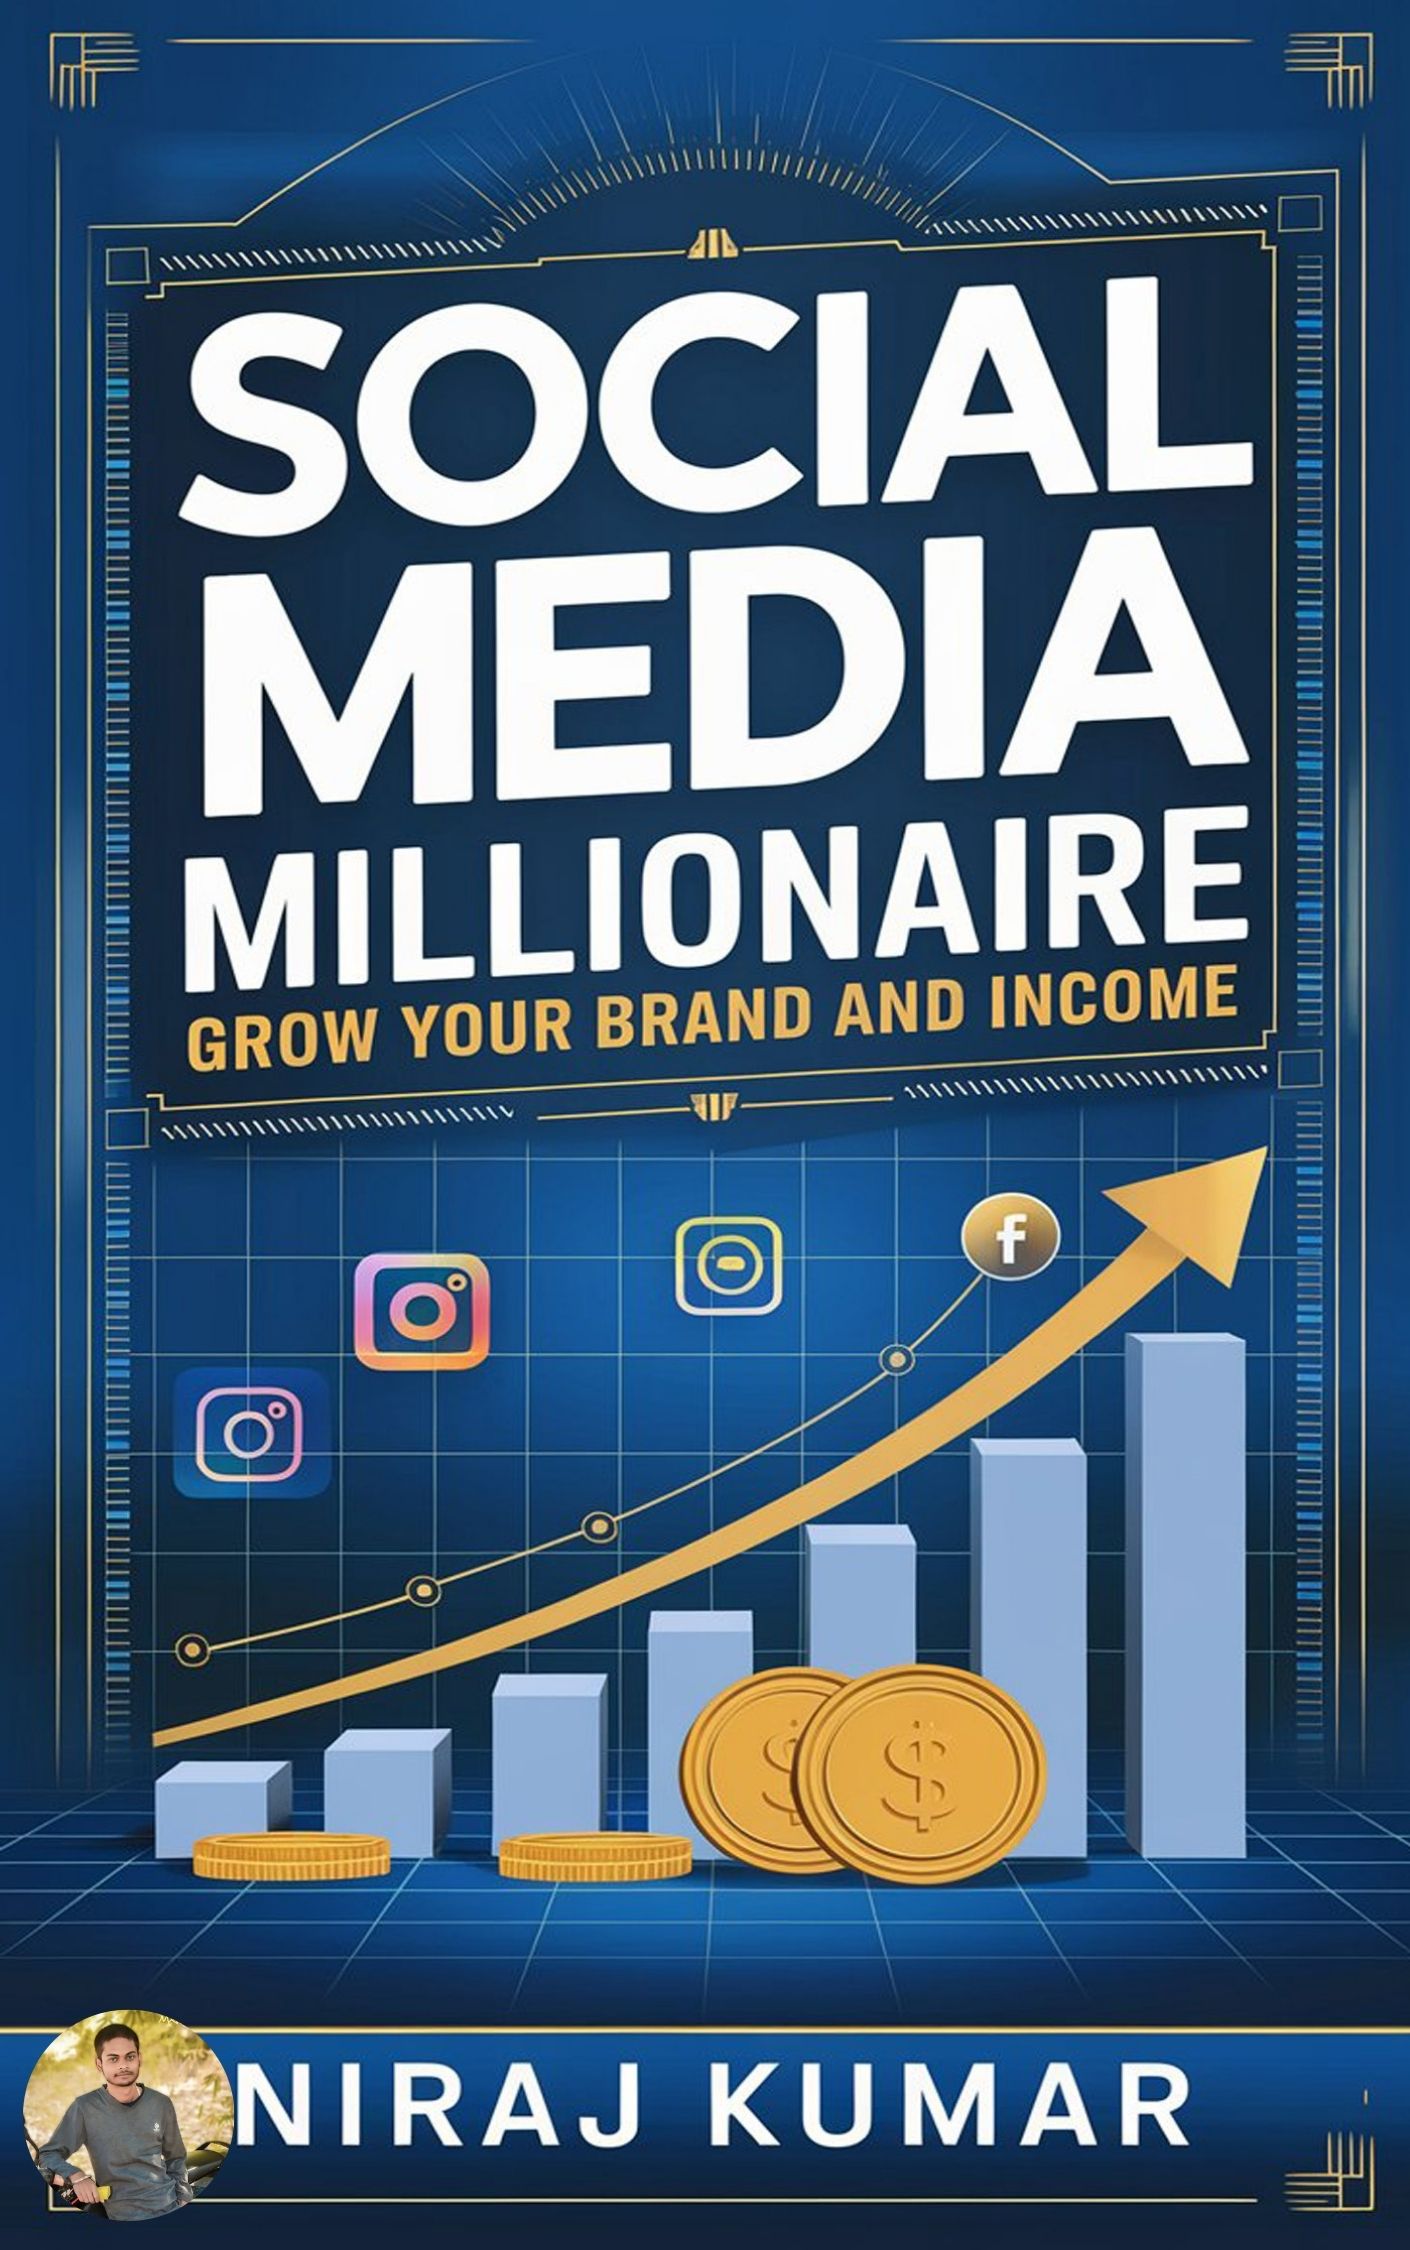 SOCIAL
MEDIA
MILLIONAIRE
GROW YOUR BRAND AND INCOME
f
$
$
NIRAJ KUMAR